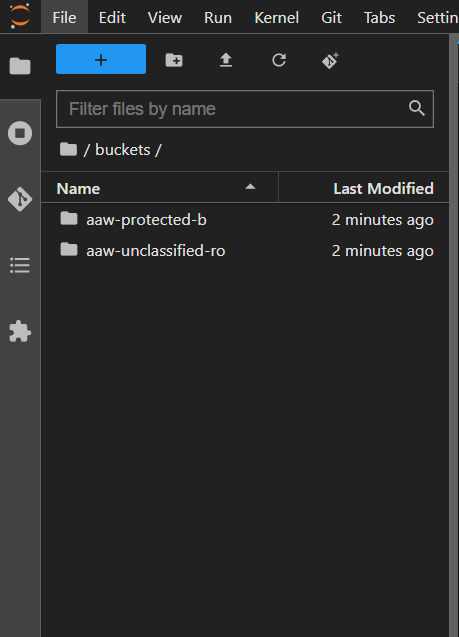 File Edit View Run Kernel Git Tabs Settin
Filter files by name
/ buckets /
Name Last Modified
aaw-protected-b 2 minutes ago
aaw-unclassified-ro 2 minutes ago